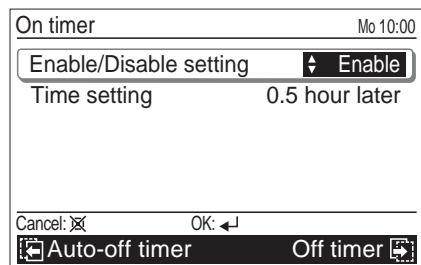 On timer Mo 10:00
Enable/Disable setting Enable
Time setting 0.5 hour later
Cancel: OK:
Auto-off timer Off timer